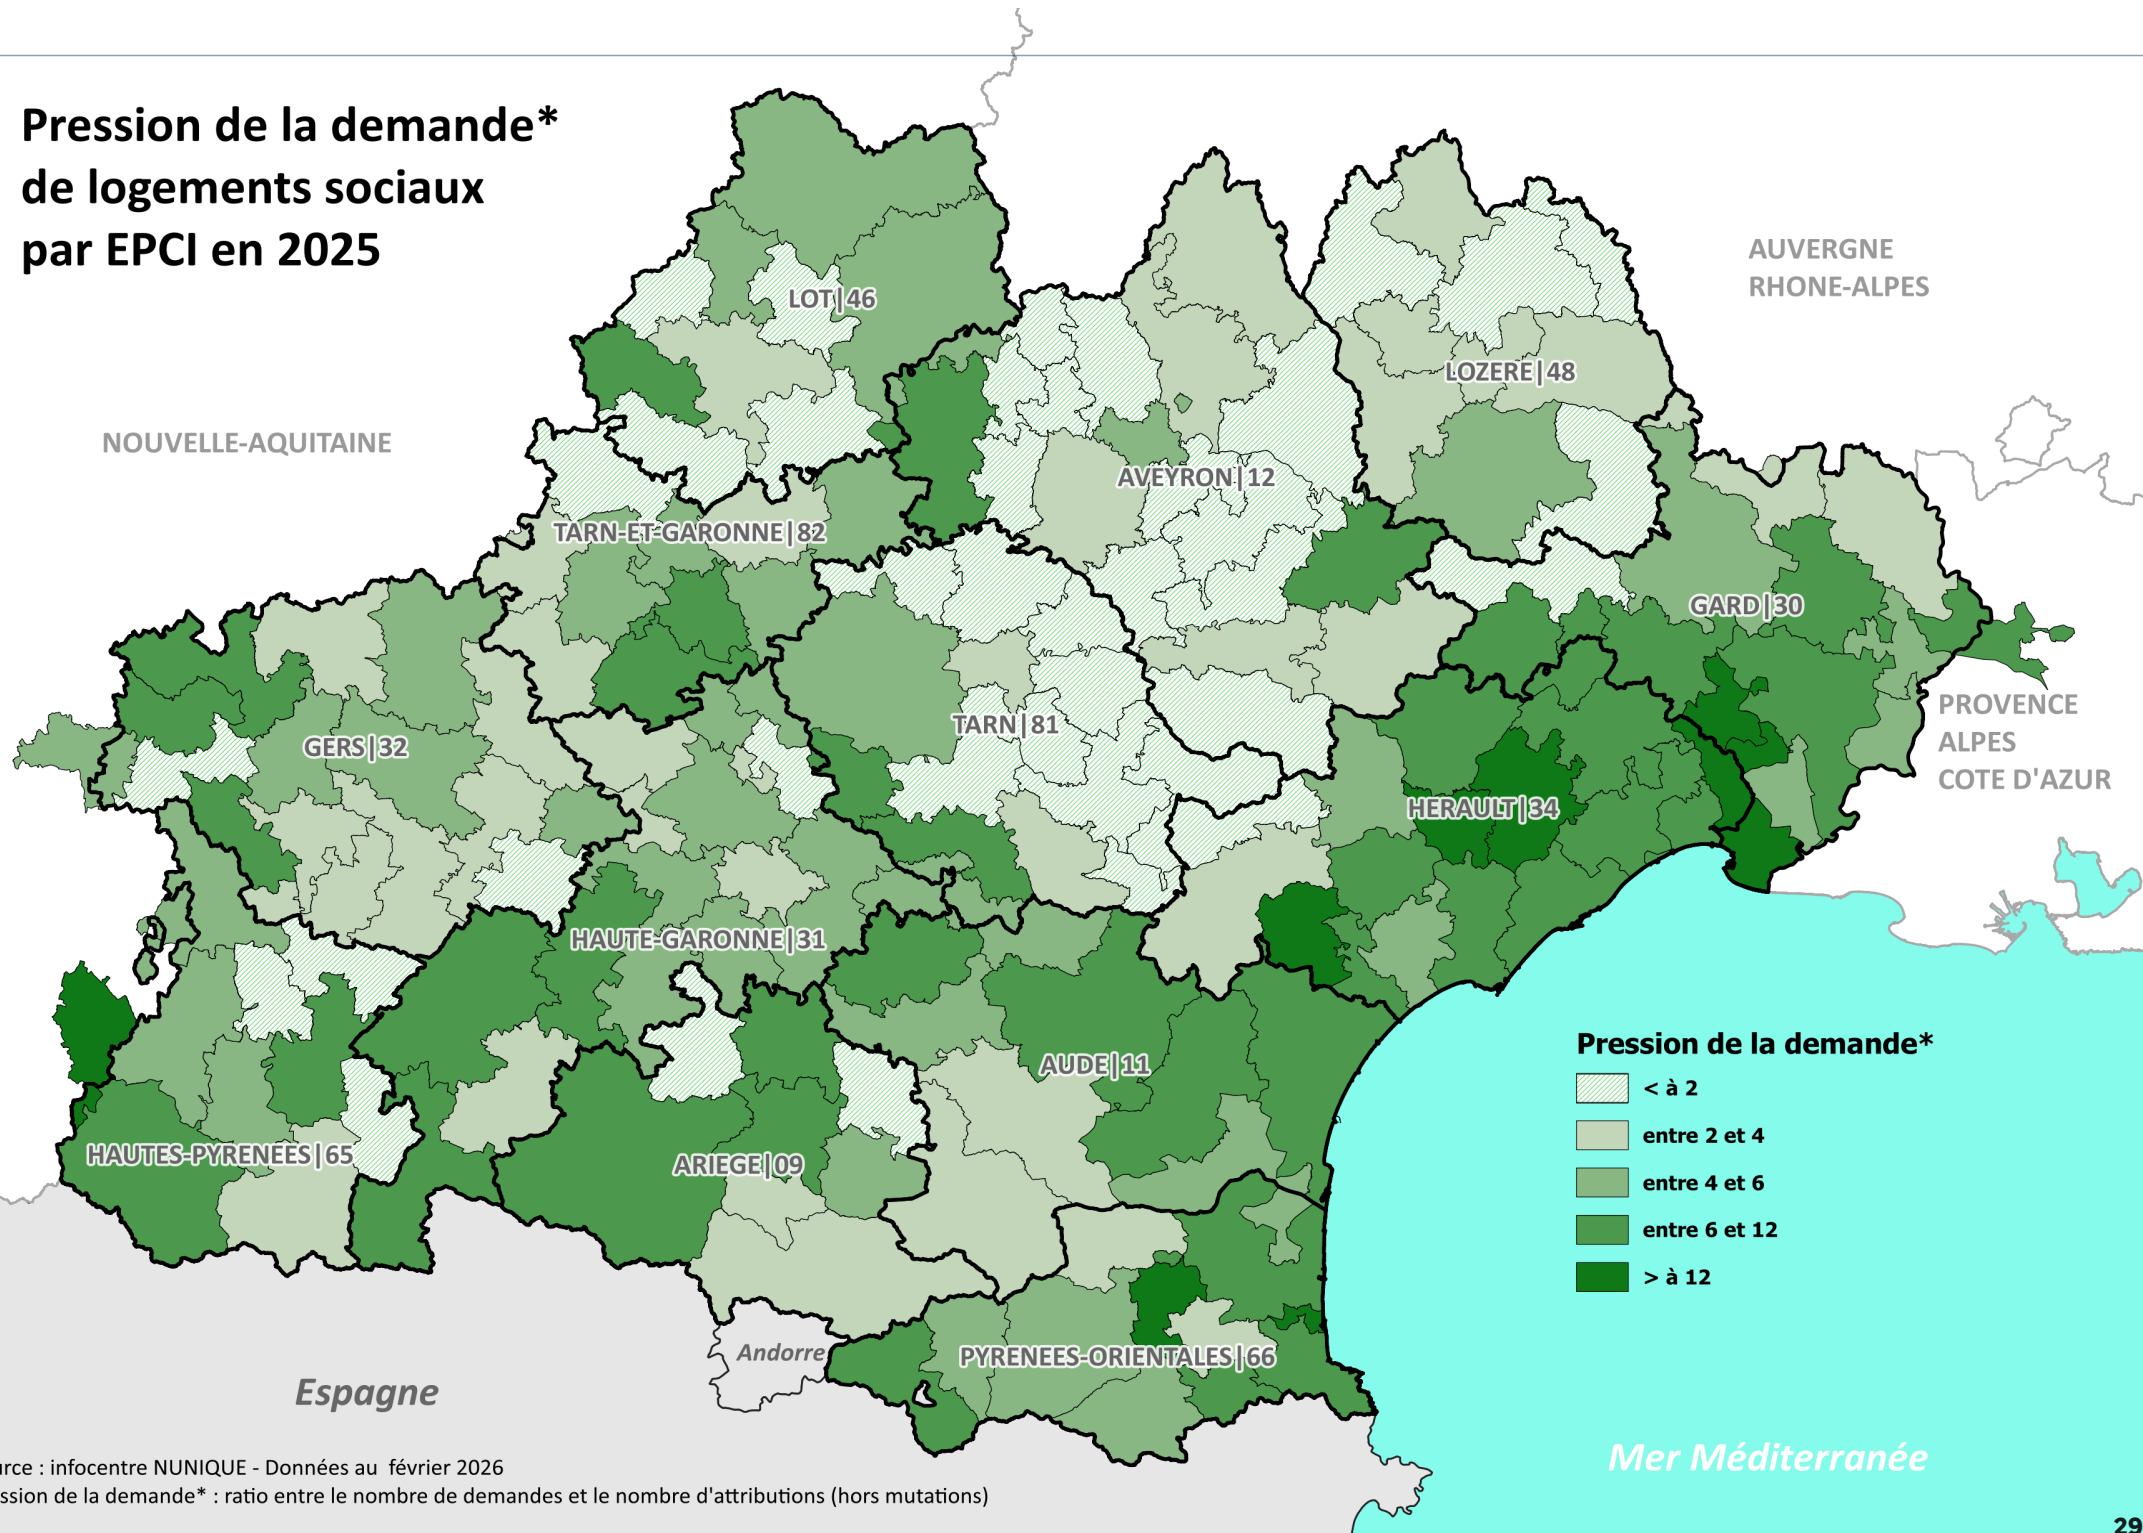 Pression de la demande*
de logements sociaux
par EPCI en 2025
AUVERGNE
RHONE-ALPES
LOT|46
LOZERE|48
NOUVELLE-AQUITAINE
AVEYRON|12
TARN-ET-GARONNE|82
GARD|30
PROVENCE
ALPES
COTE D'AZUR
TARN|81
GERS|32
HERAULT|34
HAUTE-GARONNE|31
AUDE|11
HAUTES-PYRENEES|65
ARIEGE|09
Pression de la demande*
< à 2
entre 2 et 4
entre 4 et 6
entre 6 et 12
> à 12
Andorre
PYRENEES-ORIENTALES|66
Espagne
Mer Méditerranée
urce : infocentre NUNIQUE - Données au février 2026
ssion de la demande* : ratio entre le nombre de demandes et le nombre d'attributions (hors mutations)
29